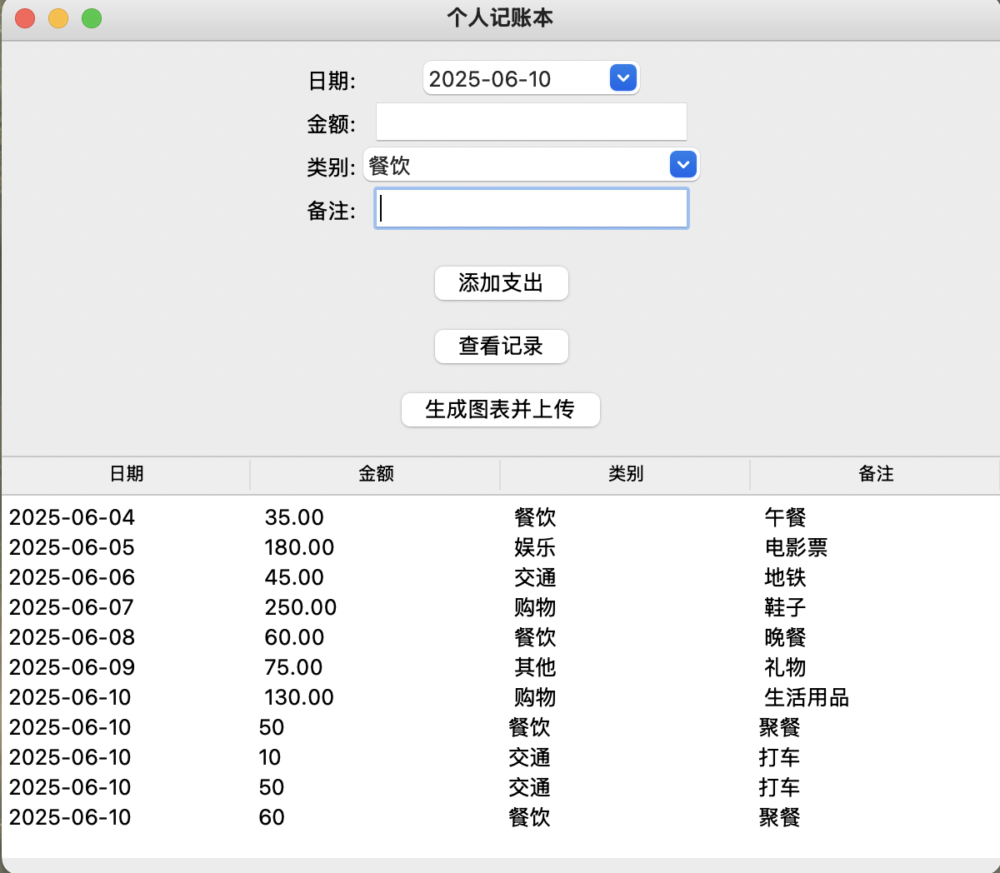 个人记账本
日期: 2025-06-10
金额:
类别: 餐饮
备注:
添加支出
查看记录
生成图表并上传
日期 金额 类别 备注
2025-06-04 35.00 餐饮 午餐
2025-06-05 180.00 娱乐 电影票
2025-06-06 45.00 交通 地铁
2025-06-07 250.00 购物 鞋子
2025-06-08 60.00 餐饮 晚餐
2025-06-09 75.00 其他 礼物
2025-06-10 130.00 购物 生活用品
2025-06-10 50 餐饮 聚餐
2025-06-10 10 交通 打车
2025-06-10 50 交通 打车
2025-06-10 60 餐饮 聚餐